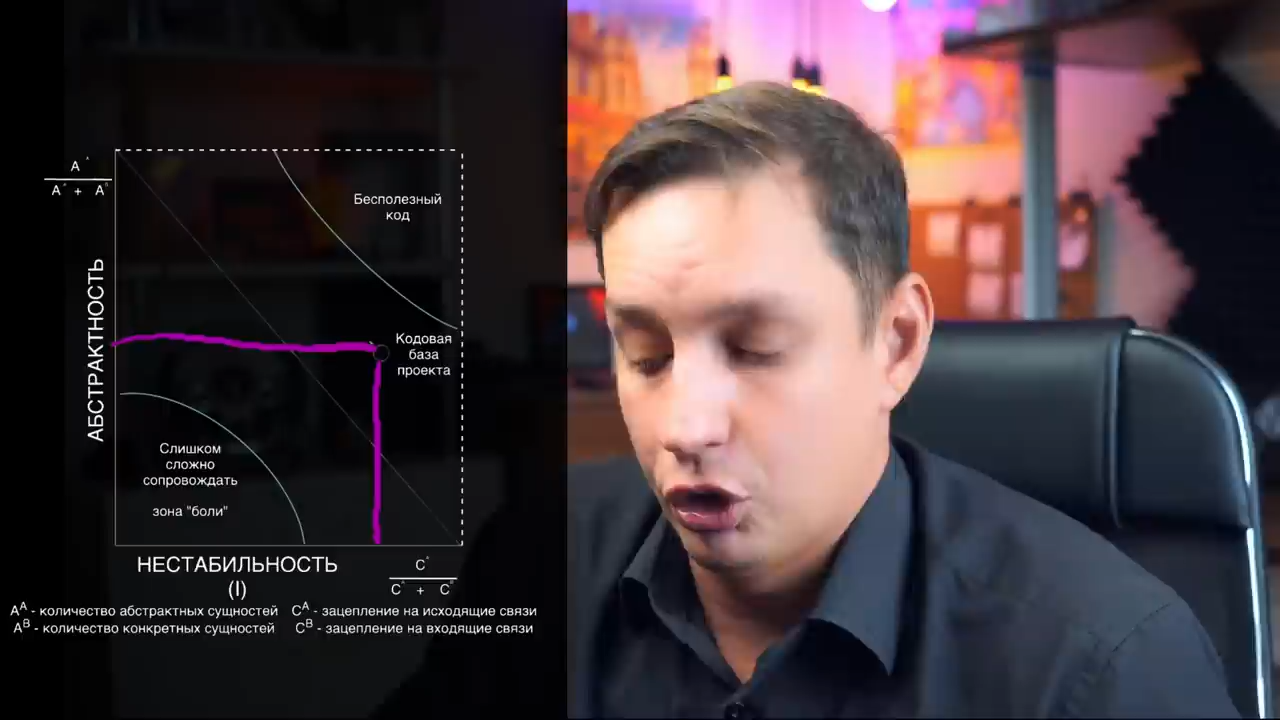 A^A
A^A + A^B
Бесполезный
код
АБСТРАКТНОСТЬ
Кодовая
база
проекта
Слишком
сложно
сопровождать
зона "боли"
НЕСТАБИЛЬНОСТЬ
(I)
C^A
C^A + C^B
A^A - количество абстрактных сущностей C^A - зацепление на исходящие связи
A^B - количество конкретных сущностей C^B - зацепление на входящие связи